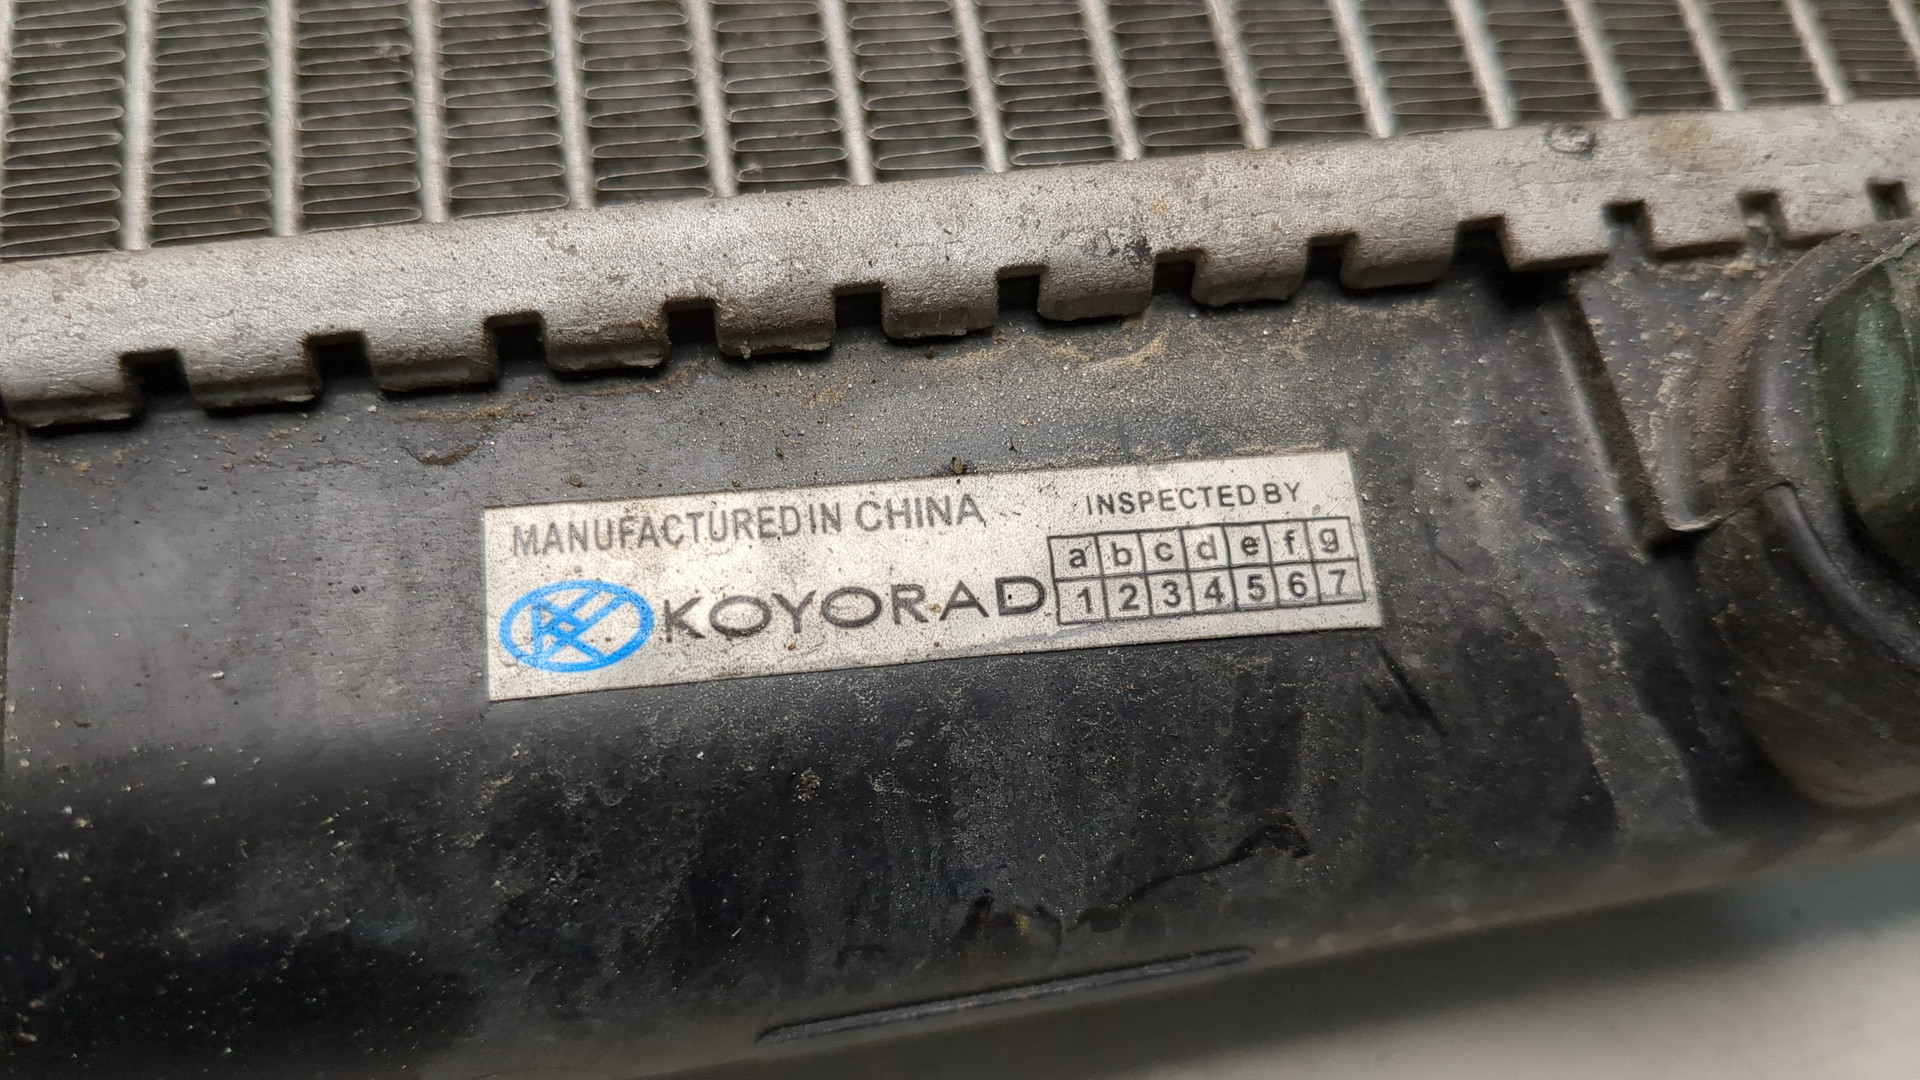 MANUFACTURED IN CHINA
KOYORAD
INSPECTED BY
a b c d e f g
1 2 3 4 5 6 7